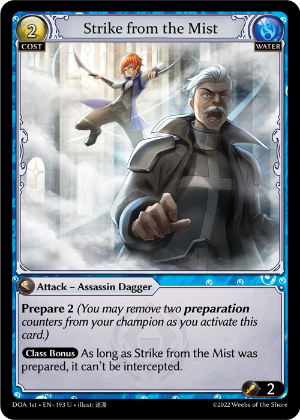 2
Strike from the Mist
COST
WATER
Attack – Assassin Dagger
Prepare 2 (You may remove two preparation
counters from your champion as you activate this
card.)
Class Bonus As long as Strike from the Mist was
prepared, it can't be intercepted.
2
DOA 1st • EN-193 U • illust: 
©2022 Weebs of the Shore